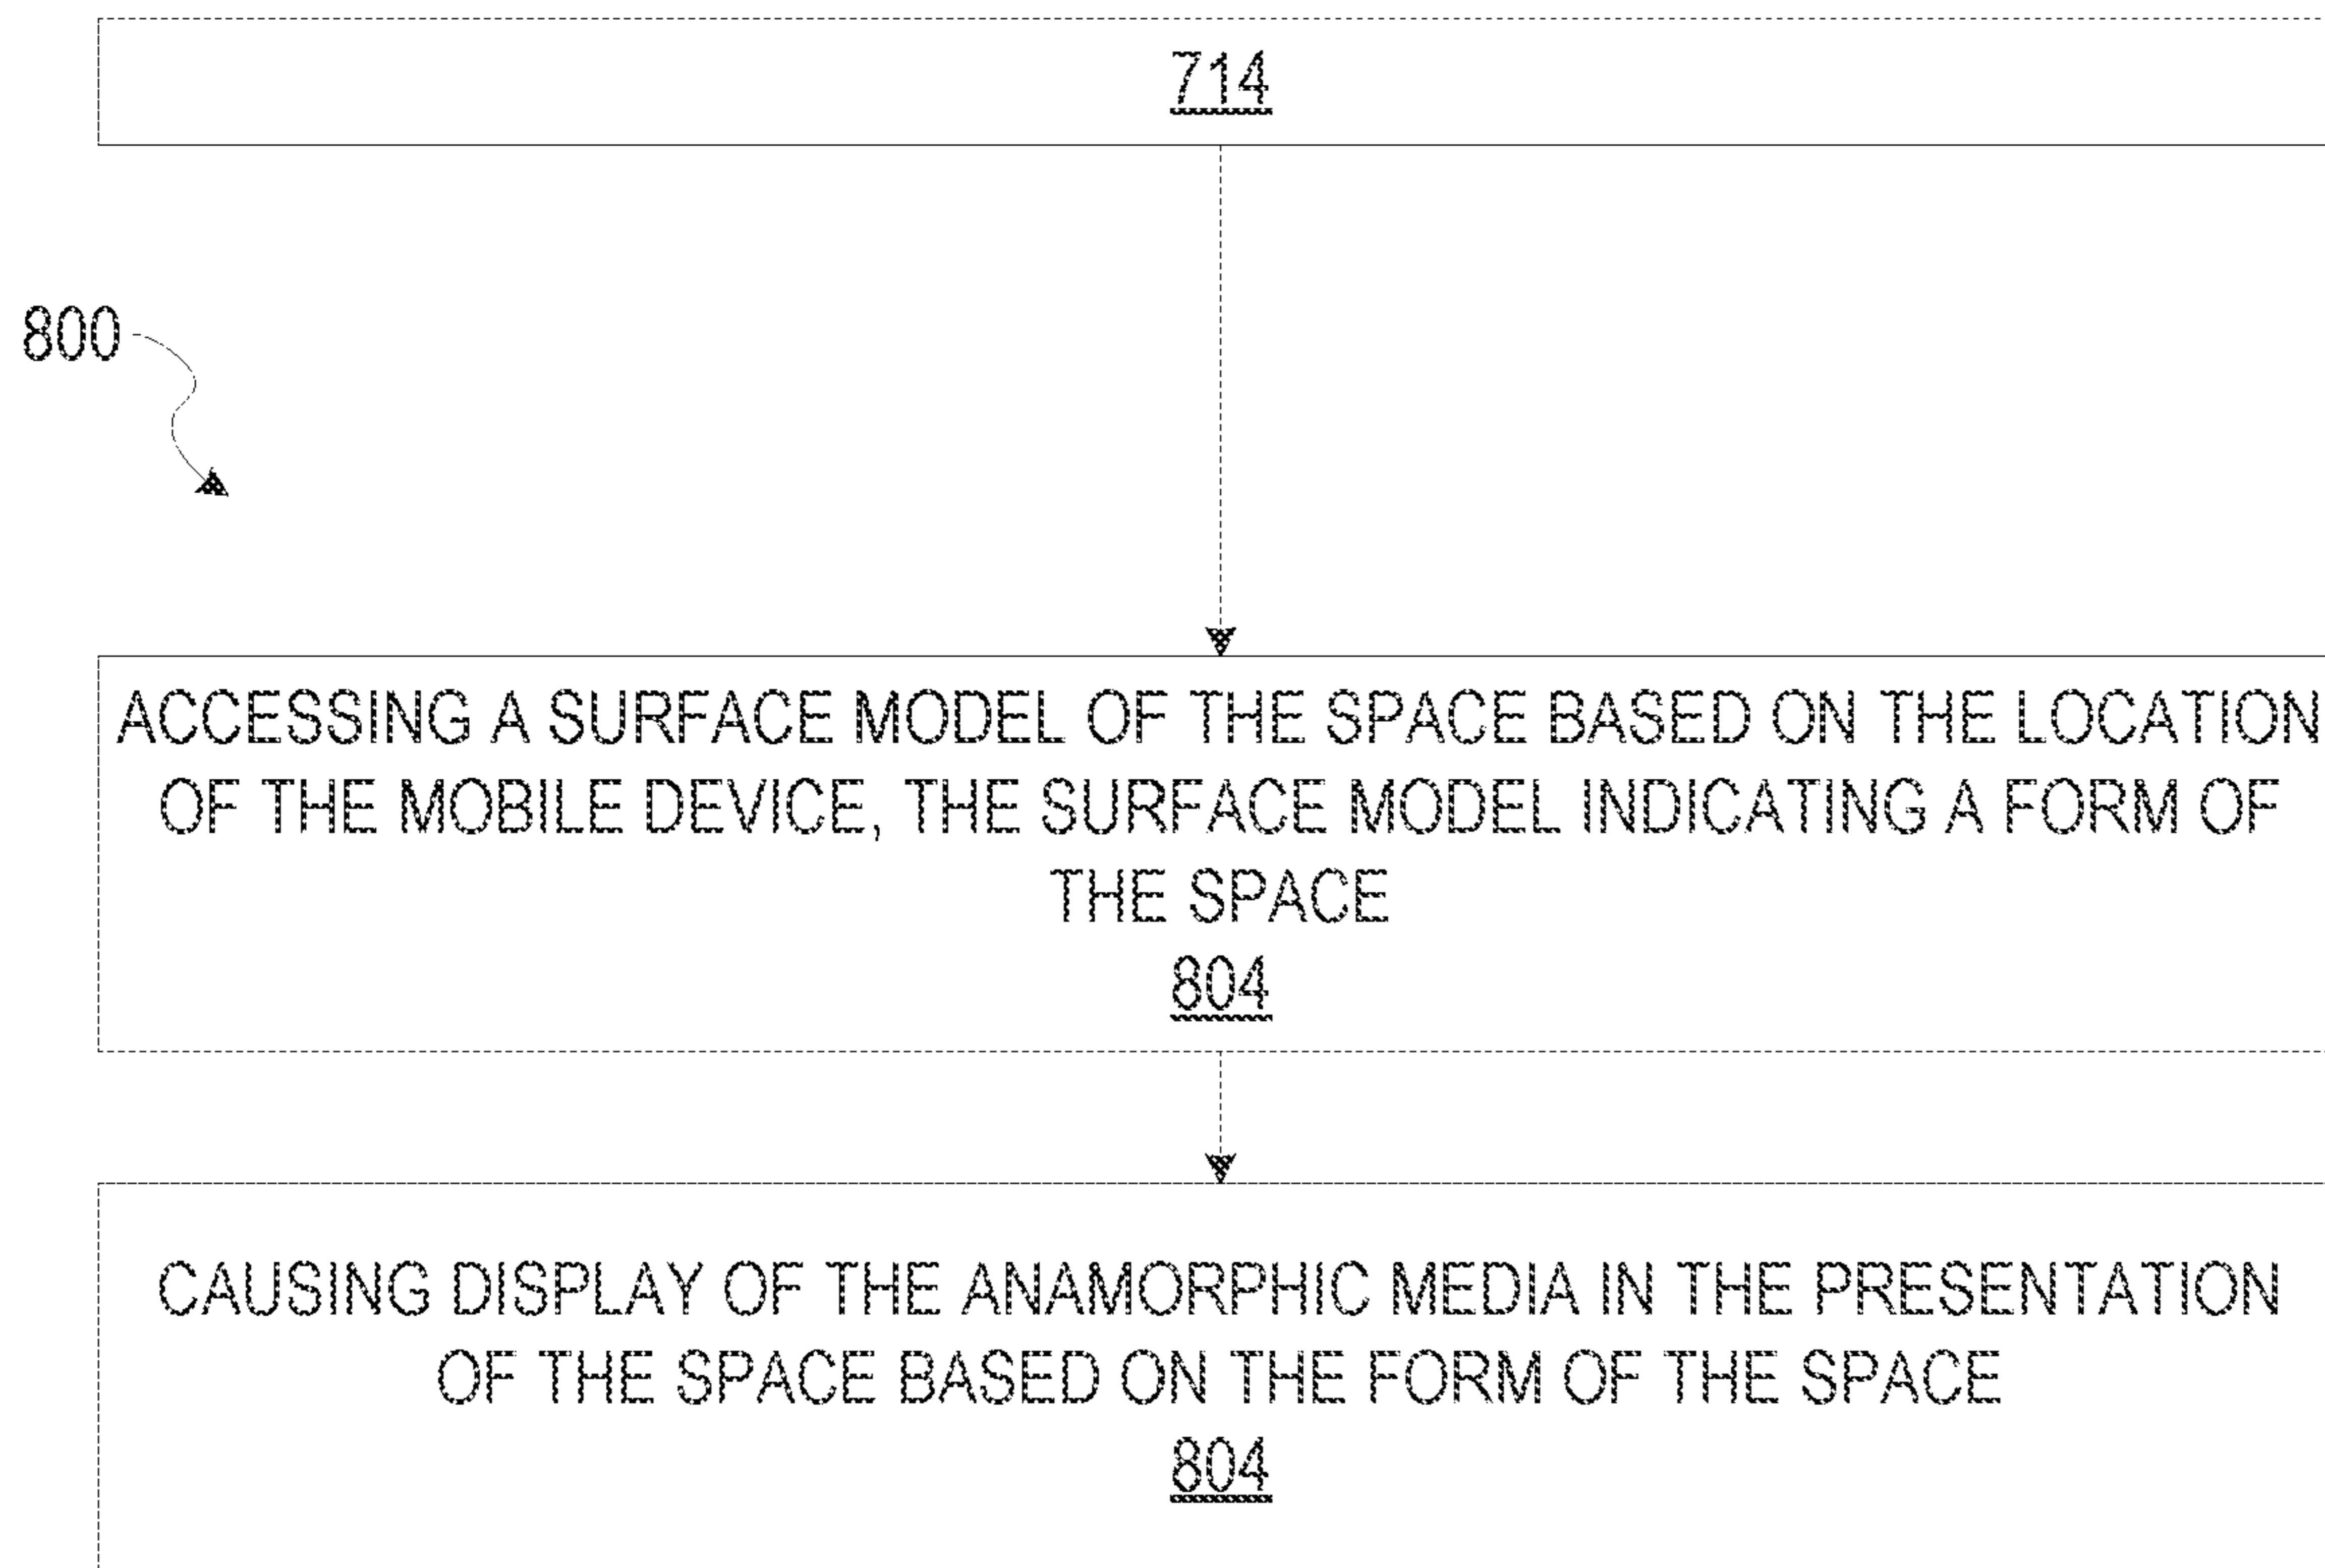 714
800
ACCESSING A SURFACE MODEL OF THE SPACE BASED ON THE LOCATION
OF THE MOBILE DEVICE, THE SURFACE MODEL INDICATING A FORM OF
THE SPACE
804
CAUSING DISPLAY OF THE ANAMORPHIC MEDIA IN THE PRESENTATION
OF THE SPACE BASED ON THE FORM OF THE SPACE
804